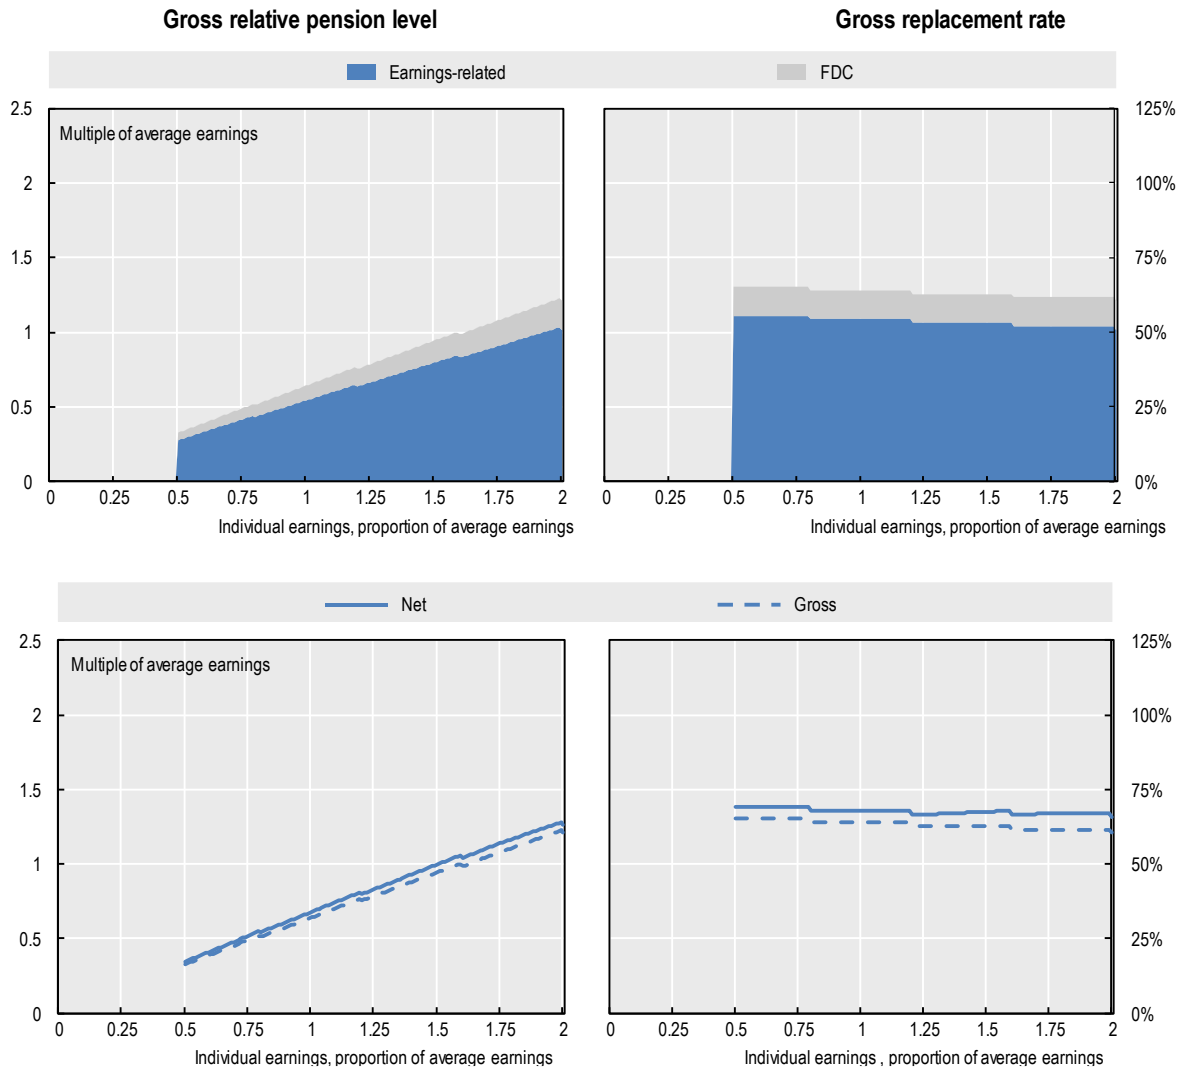 Gross relative pension level
Gross replacement rate
Earnings-related
FDC
2.5
2
1.5
1
0.5
0
Multiple of average earnings
0 0.25 0.5 0.75 1 1.25 1.5 1.75 2
Individual earnings, proportion of average earnings
125%
100%
75%
50%
25%
0%
0 0.25 0.5 0.75 1 1.25 1.5 1.75 2
Individual earnings, proportion of average earnings
Net
Gross
2.5
2
1.5
1
0.5
0
Multiple of average earnings
0 0.25 0.5 0.75 1 1.25 1.5 1.75 2
Individual earnings, proportion of average earnings
125%
100%
75%
50%
25%
0%
0 0.25 0.5 0.75 1 1.25 1.5 1.75 2
Individual earnings , proportion of average earnings